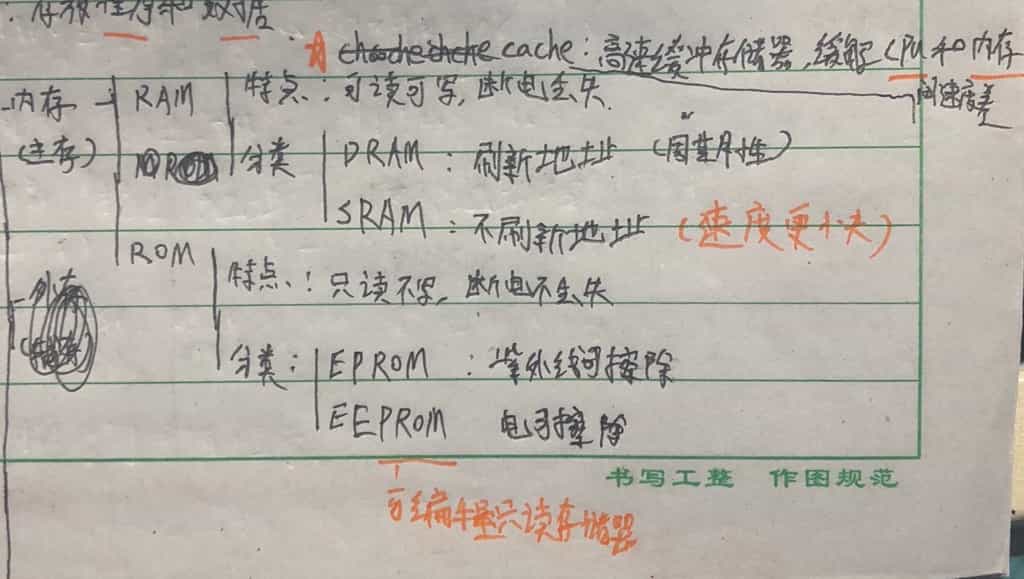 存放程序和数据
cache：高速缓冲存储器，缓解CPU和内存
间速度差
内存
(主存)
RAM
特点：可读可写，断电丢失
分类
DRAM：刷新地址（周期性）
SRAM：不刷新地址（速度更快）
ROM
特点：只读不写，断电不丢失
外存
分类：
EPROM：紫外线可擦除
EEPROM 电可擦除
书写工整 作图规范
可编程只读存储器